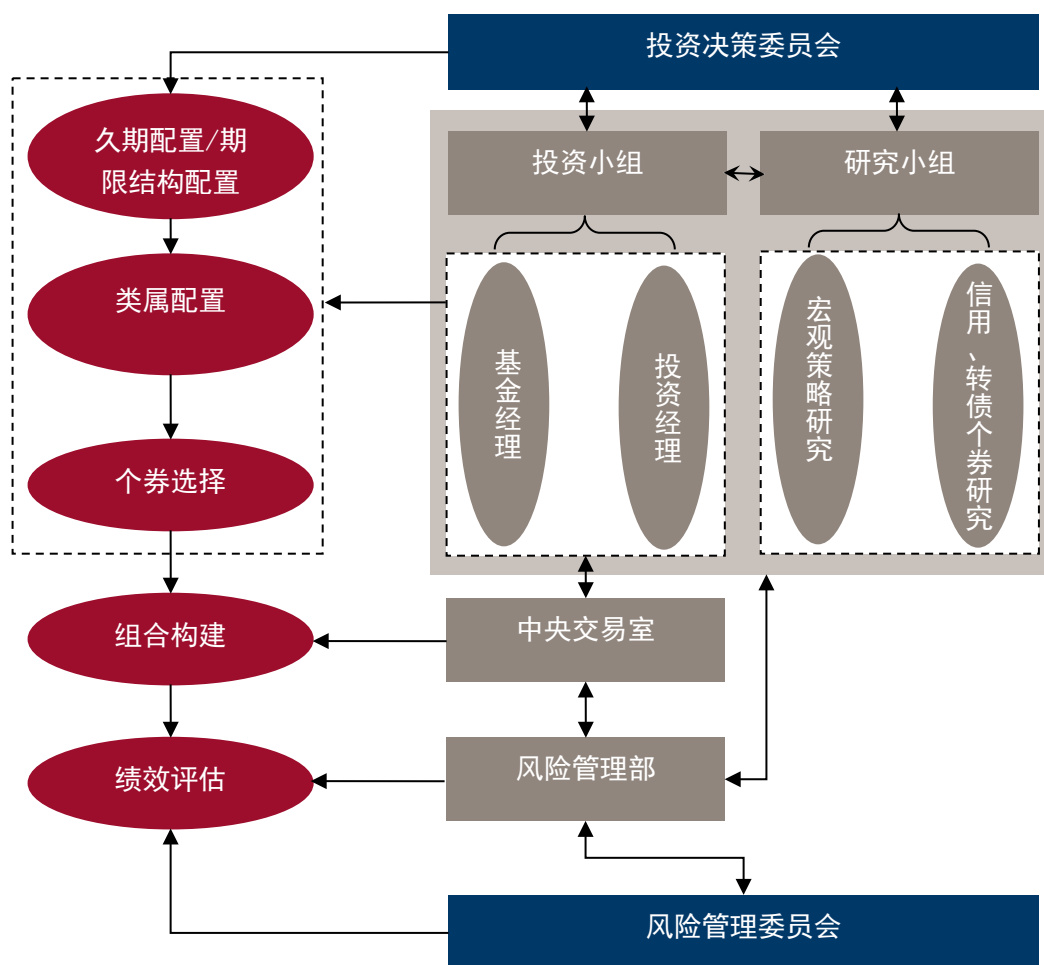 投资决策委员会
久期配置/期
限结构配置
投资小组
研究小组
类属配置
基金经理
投资经理
宏观策略研究
信用、转债个券研究
个券选择
组合构建
中央交易室
绩效评估
风险管理部
风险管理委员会